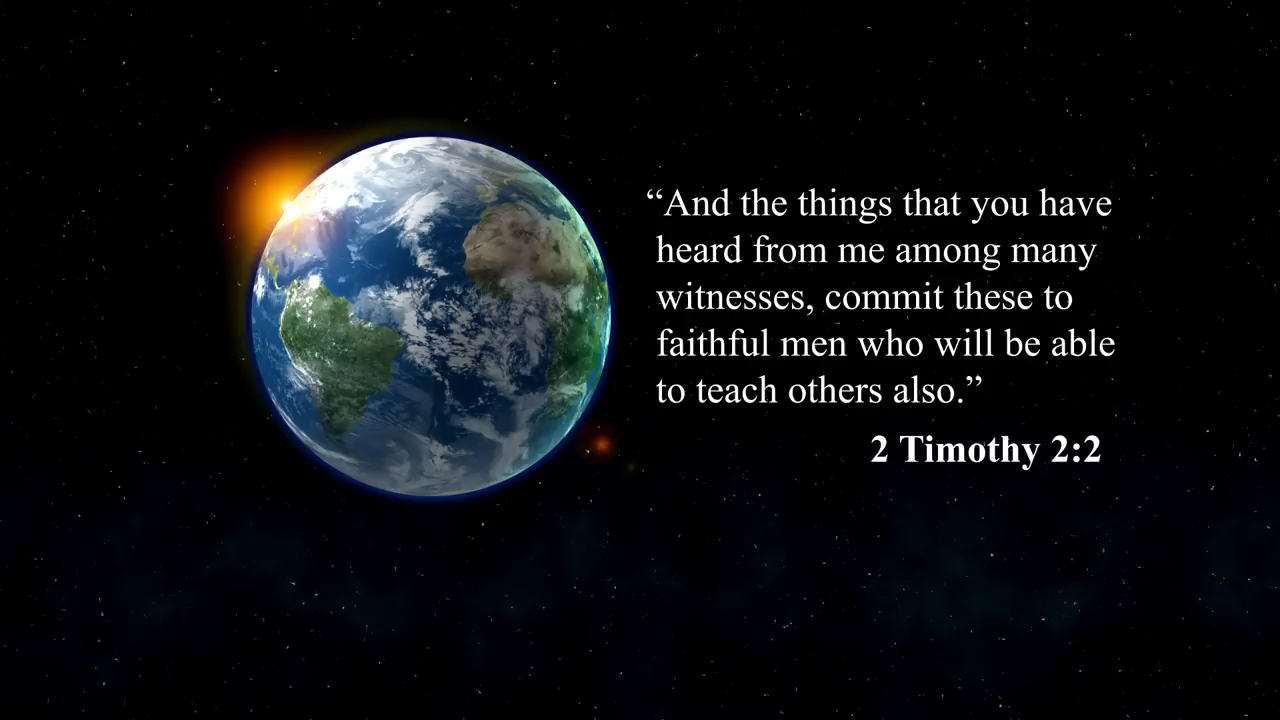 “And the things that you have
heard from me among many
witnesses, commit these to
faithful men who will be able
to teach others also.”
2 Timothy 2:2